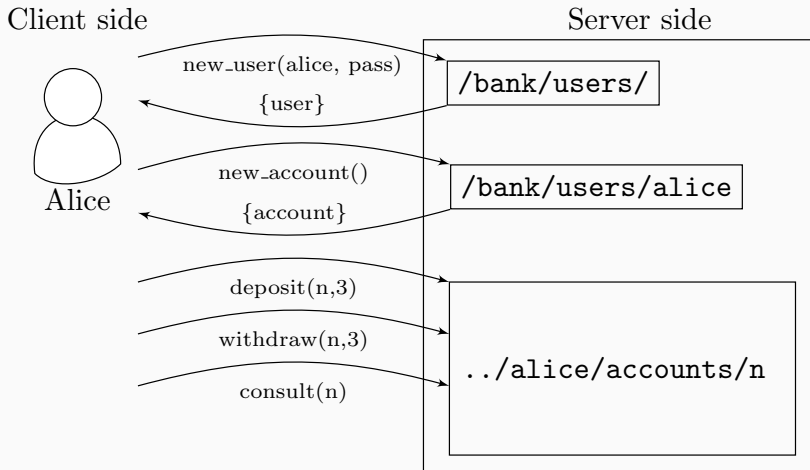 Client side
Server side
new_user(alice, pass)
/bank/users/
{user}
new_account()
/bank/users/alice
Alice
{account}
deposit(n,3)
withdraw(n,3)
../alice/accounts/n
consult(n)